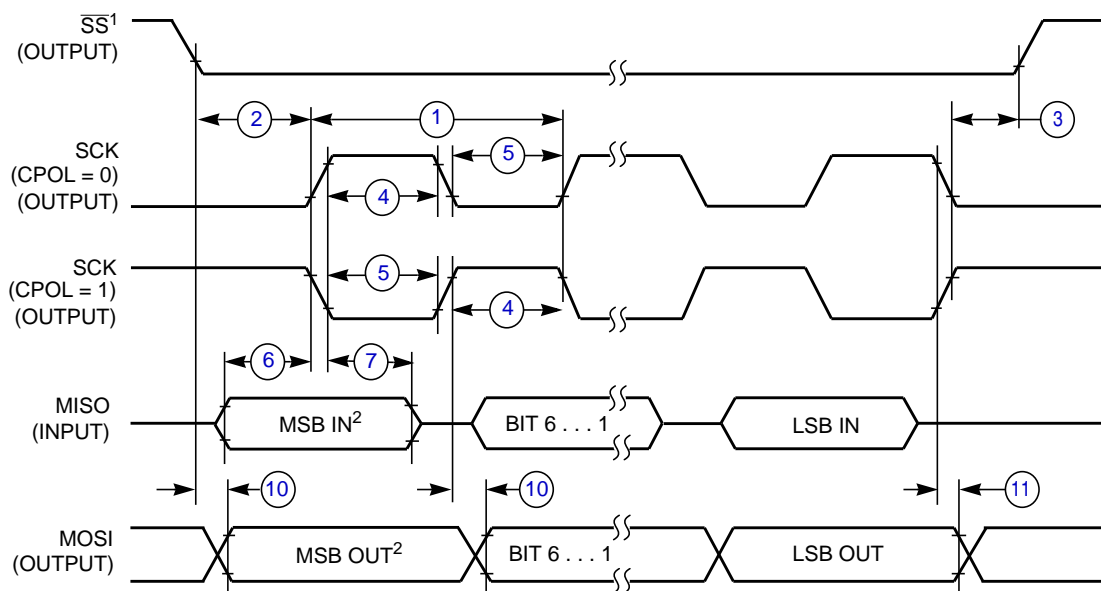 SS¹
(OUTPUT)
2
1
3
SCK
(CPOL = 0)
(OUTPUT)
5
4
SCK
(CPOL = 1)
(OUTPUT)
5
4
6
7
MISO
(INPUT)
MSB IN²
BIT 6 . . . 1
LSB IN
10
10
11
MOSI
(OUTPUT)
MSB OUT²
BIT 6 . . . 1
LSB OUT